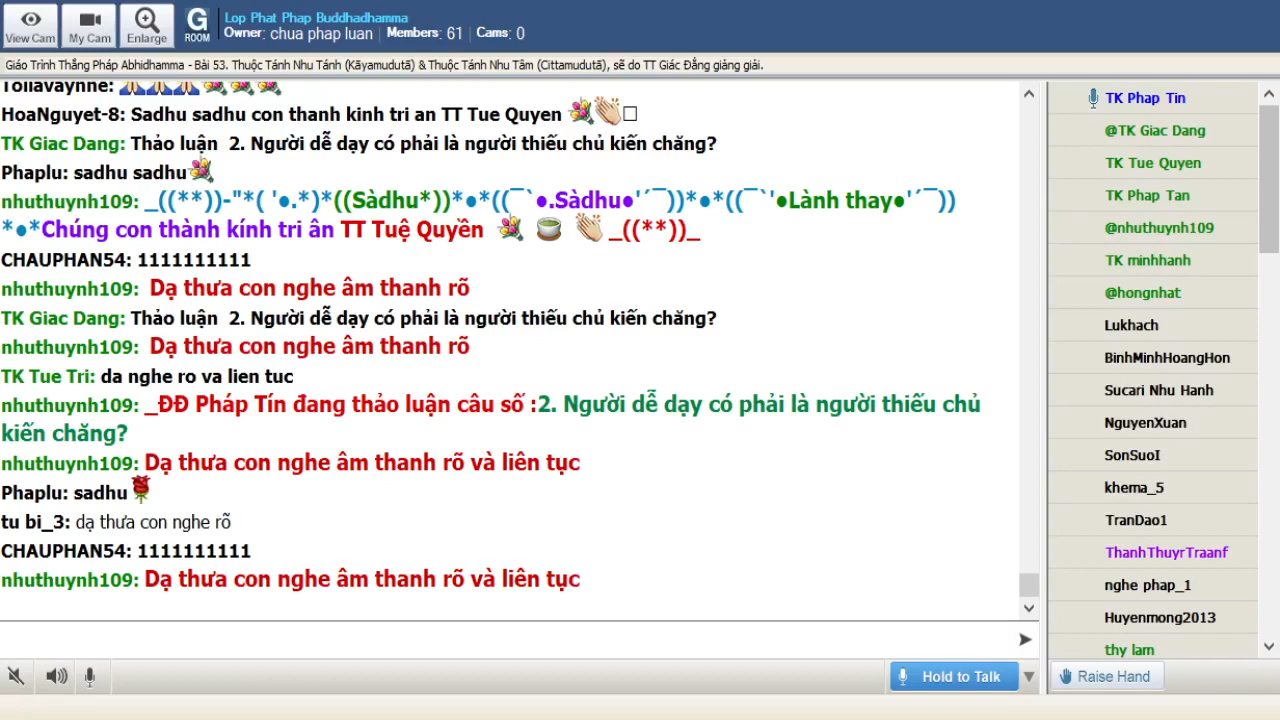 View Cam
My Cam
Enlarge
G
ROOM
Lop Phat Phap Buddhadhamma
Owner: chua phap luan Members: 61 Cams: 0
Giáo Trình Thắng Pháp Abhidhamma - Bài 53. Thuộc Tánh Nhu Tánh (Kāyamudutā) & Thuộc Tánh Nhu Tâm (Cittamudutā), sẽ do TT Giác Đẳng giảng giải.
HoaNguyet-8: Sadhu sadhu con thanh kinh tri an TT Tue Quyen
TK Giac Dang: Thảo luận 2. Người dễ dạy có phải là người thiếu chủ kiến chăng?
Phaplu: sadhu sadhu
nhuthuynh109: _((**))-"*( '●.*)*((Sàdhu*))*●*((¯`●.Sàdhu●'´¯))*●*((¯`'●Lành thay●'´¯))
*●*Chúng con thành kính tri ân TT Tuệ Quyền _((**))_
CHAUPHAN54: 1111111111
nhuthuynh109: Dạ thưa con nghe âm thanh rõ
TK Giac Dang: Thảo luận 2. Người dễ dạy có phải là người thiếu chủ kiến chăng?
nhuthuynh109: Dạ thưa con nghe âm thanh rõ
TK Tue Tri: da nghe ro va lien tuc
nhuthuynh109: _ĐĐ Pháp Tín đang thảo luận câu số :2. Người dễ dạy có phải là người thiếu chủ
kiến chăng?
nhuthuynh109: Dạ thưa con nghe âm thanh rõ và liên tục
Phaplu: sadhu
tu bi_3: dạ thưa con nghe rõ
CHAUPHAN54: 1111111111
nhuthuynh109: Dạ thưa con nghe âm thanh rõ và liên tục
Hold to Talk
TK Phap Tin
@TK Giac Dang
TK Tue Quyen
TK Phap Tan
@nhuthuynh109
TK minhhanh
@hongnhat
Lukhach
BinhMinhHoangHon
Sucari Nhu Hanh
NguyenXuan
SonSuoI
khema_5
TranDao1
ThanhThuyrTraanf
nghe phap_1
Huyenmong2013
thy lam
Raise Hand